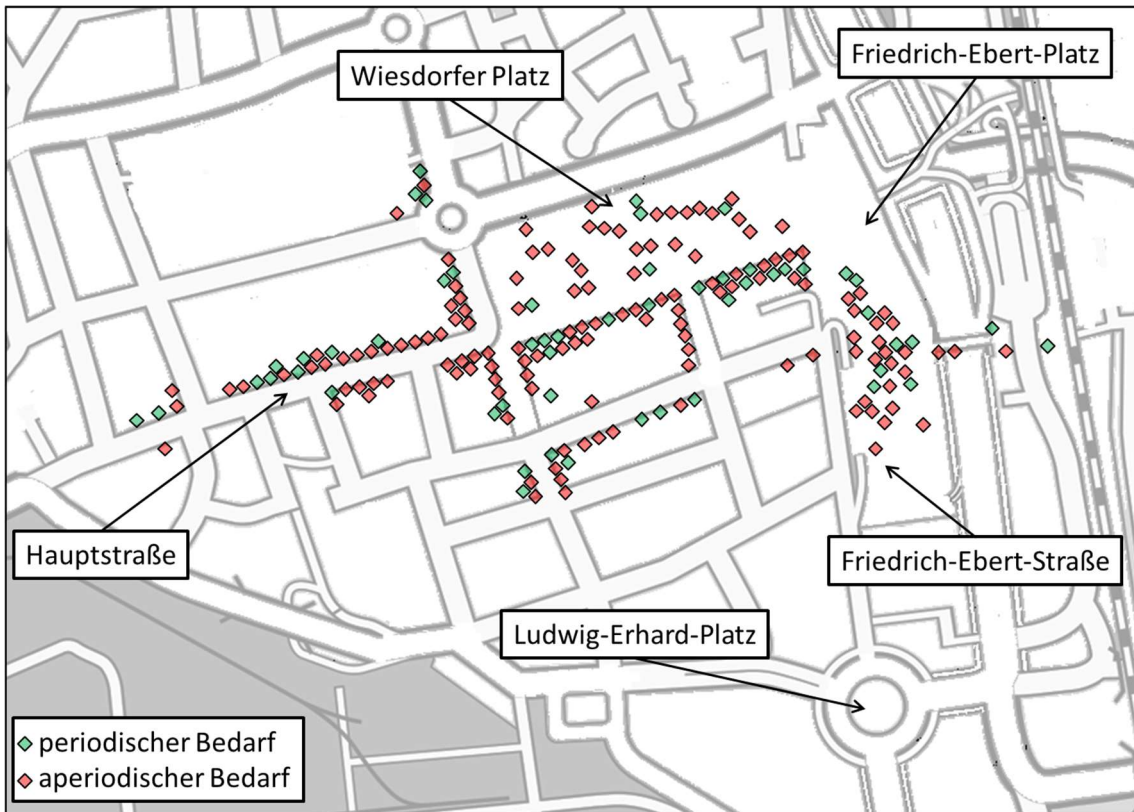 Friedrich-Ebert-Platz
Wiesdorfer Platz
Hauptstraße
Friedrich-Ebert-Straße
Ludwig-Erhard-Platz
periodischer Bedarf
aperiodischer Bedarf